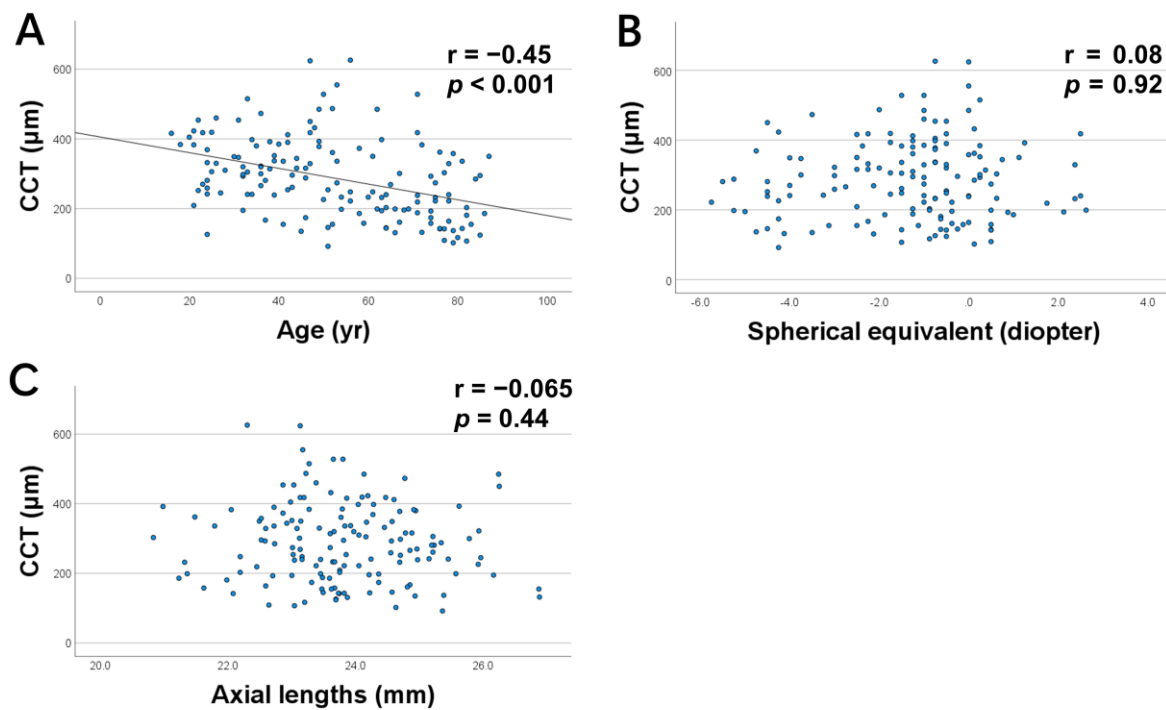 A
r = −0.45
p < 0.001
CCT (µm)
600
400
200
0
0 20 40 60 80 100
Age (yr)
B
r = 0.08
p = 0.92
CCT (µm)
600
400
200
0
-6.0 -4.0 -2.0 .0 2.0 4.0
Spherical equivalent (diopter)
C
r = −0.065
p = 0.44
CCT (µm)
600
400
200
0
20.0 22.0 24.0 26.0
Axial lengths (mm)